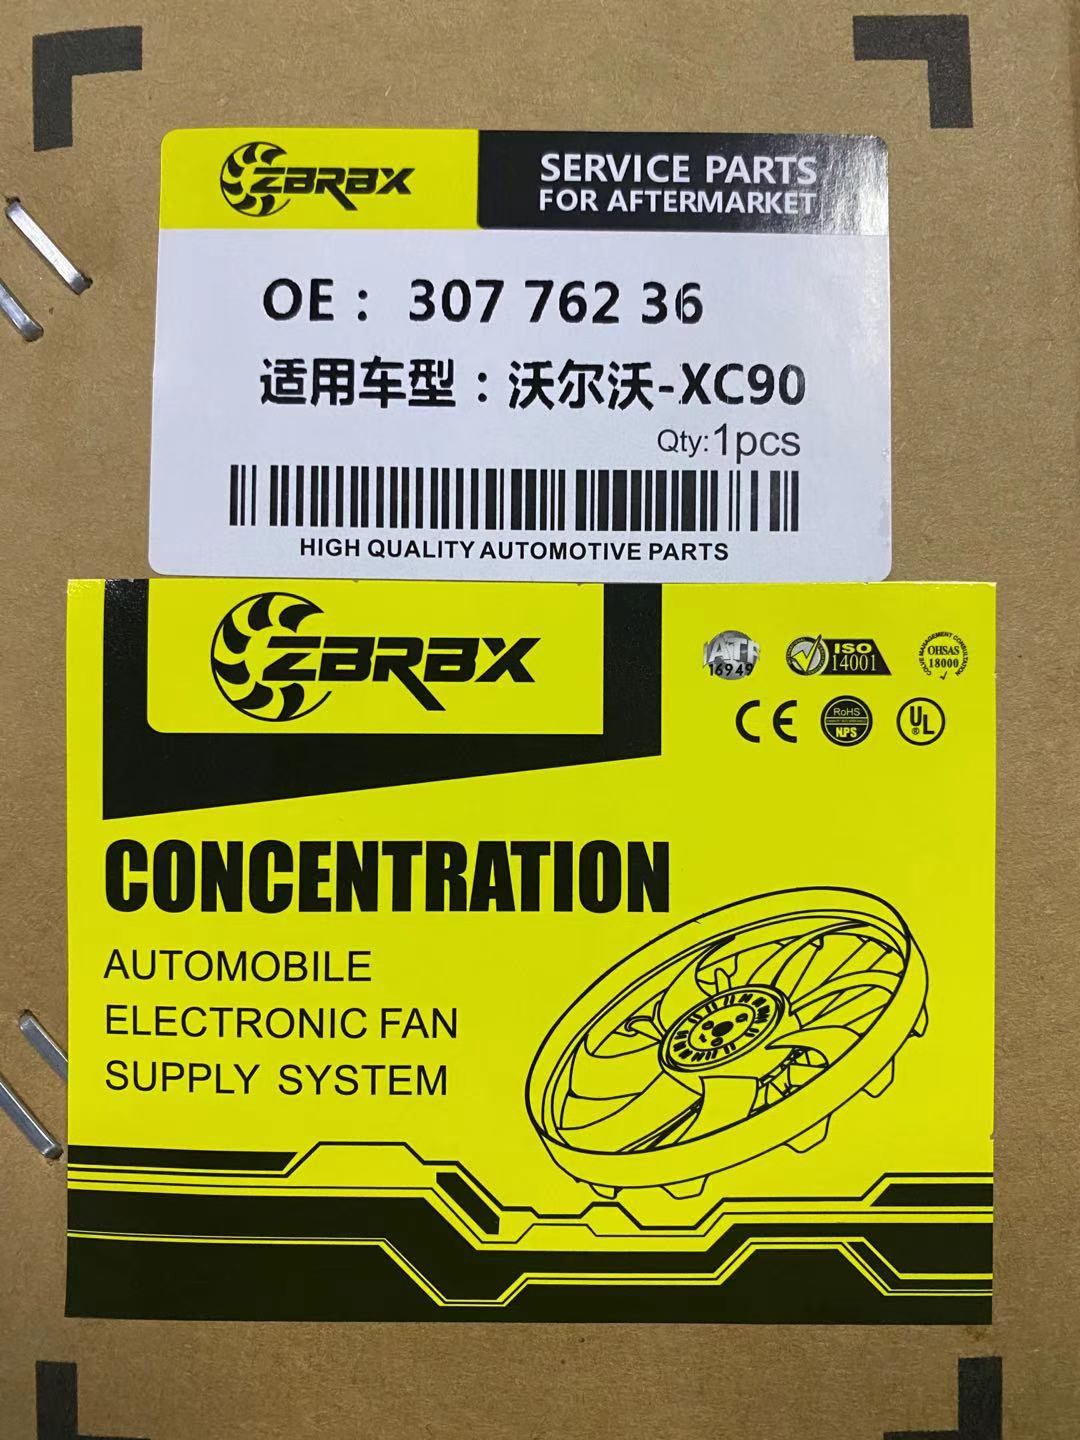 ZBRBX
SERVICE PARTS
FOR AFTERMARKET
OE： 307 762 36
适用车型：沃尔沃-XC90
Qty:1pcs
HIGH QUALITY AUTOMOTIVE PARTS
ZBRBX
IATF
16949
ISO
14001
OHSAS
18000
CE
RoHS
NPS
UL
®
CONCENTRATION
AUTOMOBILE
ELECTRONIC FAN
SUPPLY SYSTEM